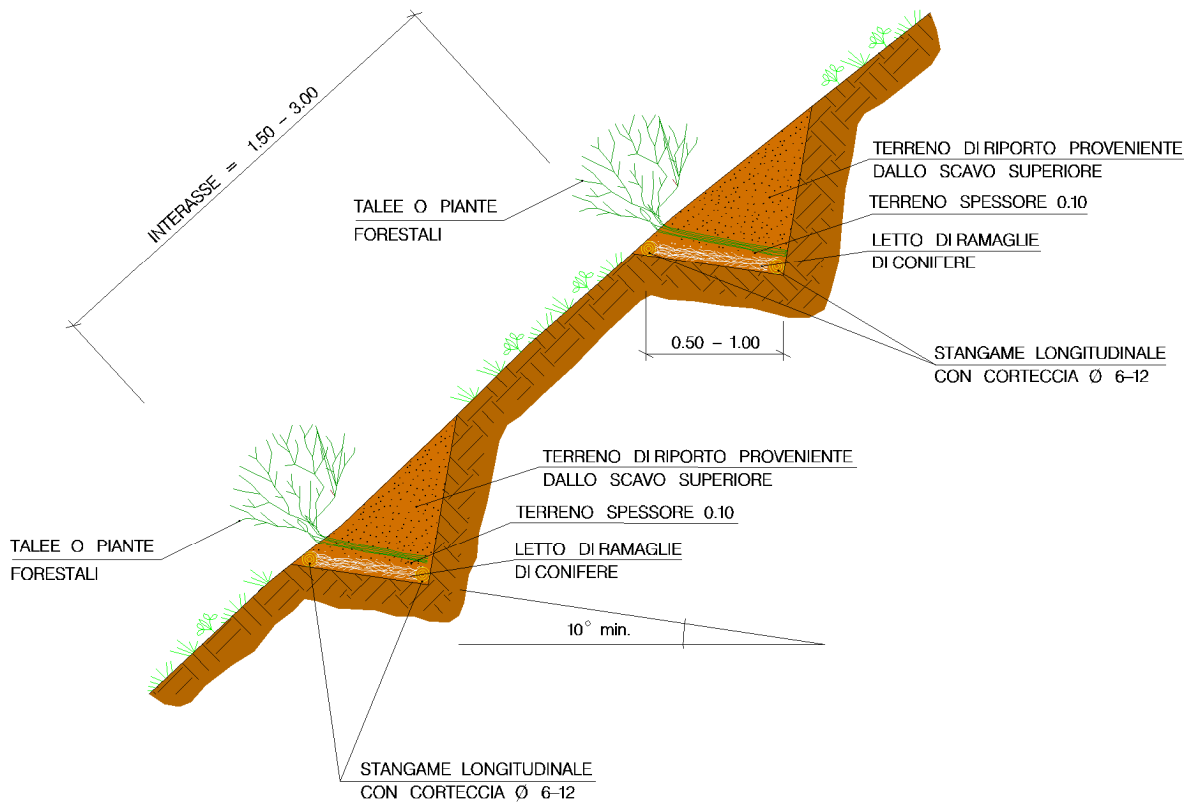 INTERASSE = 1.50 - 3.00
TERRENO DI RIPORTO PROVENIENTE
DALLO SCAVO SUPERIORE
TALEE O PIANTE
FORESTALI
TERRENO SPESSORE 0.10
LETTO DI RAMAGLIE
DI CONIFERE
0.50 - 1.00
STANGAME LONGITUDINALE
CON CORTECCIA Ø 6-12
TERRENO DI RIPORTO PROVENIENTE
DALLO SCAVO SUPERIORE
TERRENO SPESSORE 0.10
TALEE O PIANTE
FORESTALI
LETTO DI RAMAGLIE
DI CONIFERE
10° min.
STANGAME LONGITUDINALE
CON CORTECCIA Ø 6-12